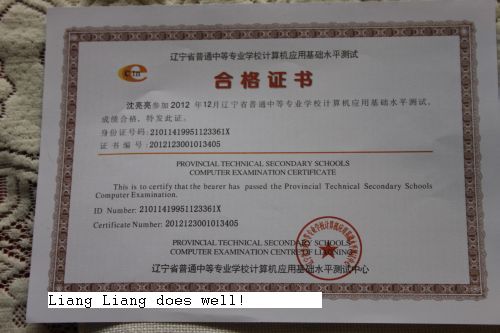 辽宁省普通中等专业学校计算机应用基础水平测试
合格证书
沈亮亮参加2012 年12月辽宁省普通中等专业学校计算机应用基础水平测试,
成绩合格, 特发此证。
身份证号码: 21011419951123361X
证 书 编 号: 2012123001013405
PROVINCIAL TECHNICAL SECONDARY SCHOOLS
COMPUTER EXAMINATION CERTIFICATE
This is to certify that the bearer has passed the Provincial Technical Secondary Schools
Computer Examination.
ID Number: 21011419951123361X
Certificate Number: 2012123001013405
PROVINCIAL TECHNICAL SECONDARY SCHOOLS
COMPUTER EXAMINATION CENTRE OF LIAONING
辽宁省普通中等专业学校计算机应用基础水平测试中心
Liang Liang does well!